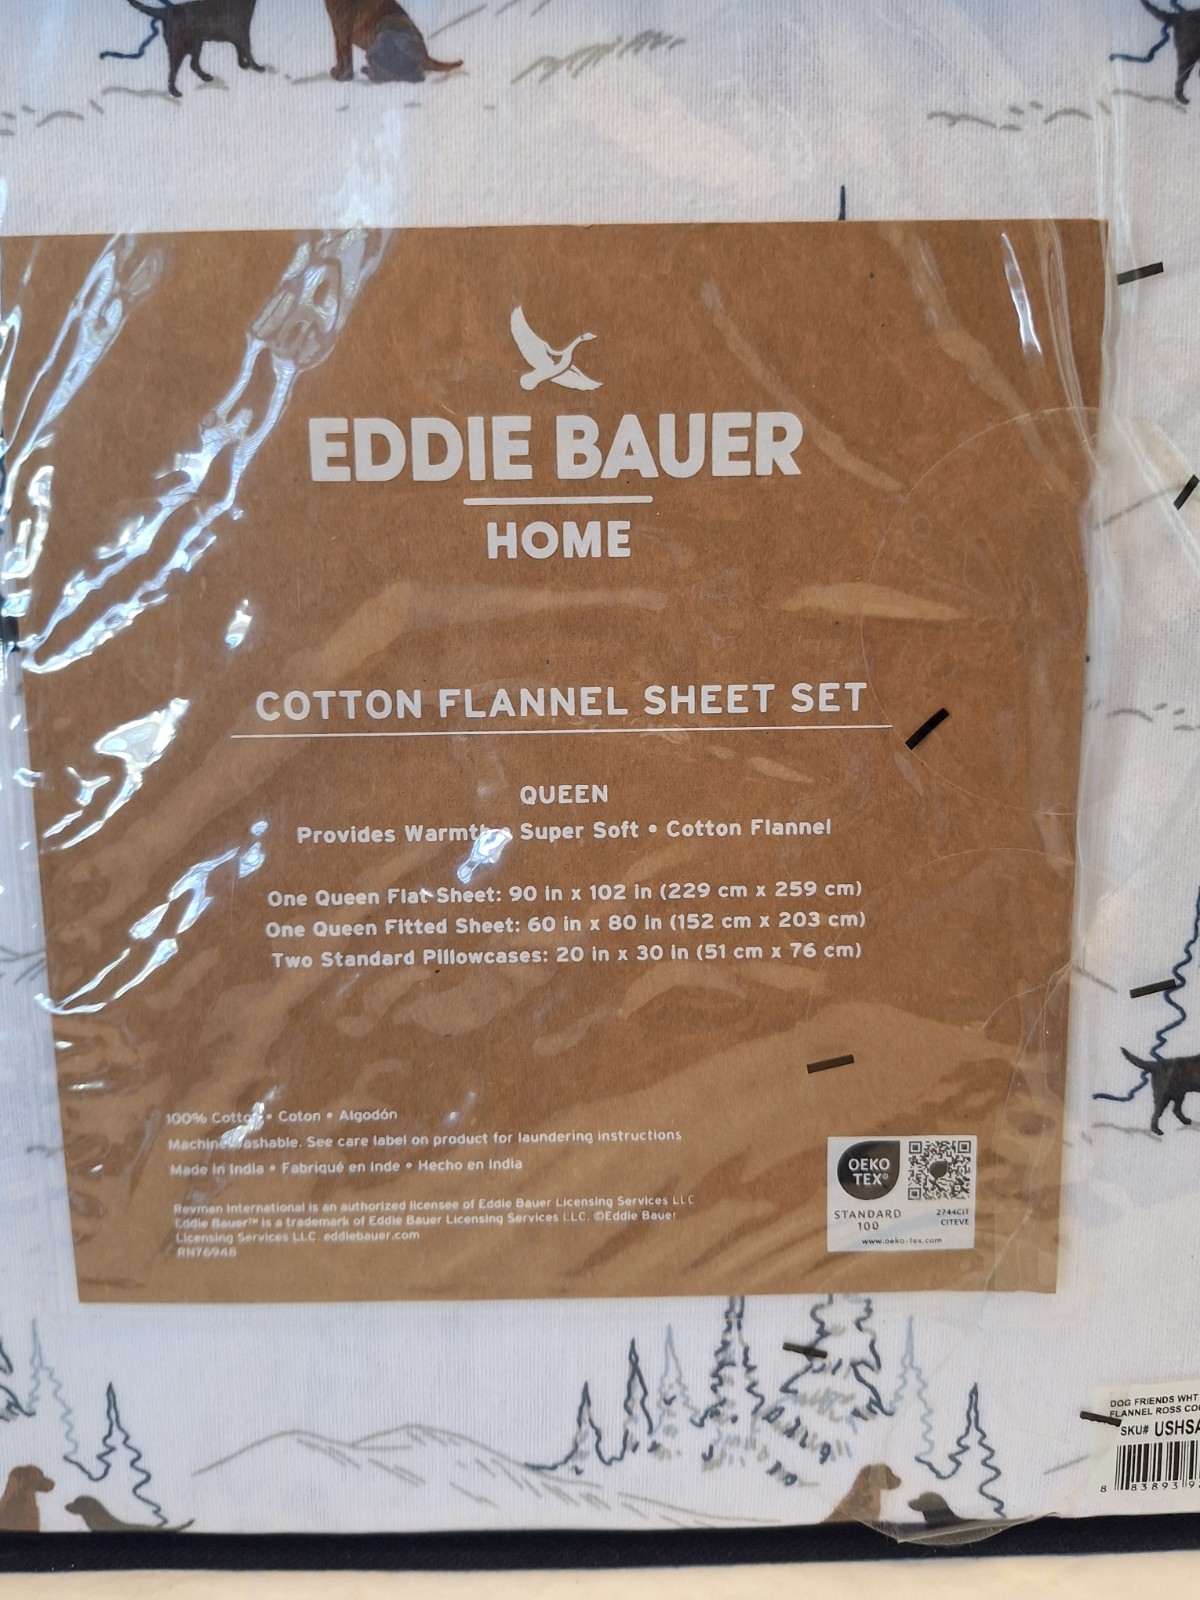 EDDIE BAUER
HOME
COTTON FLANNEL SHEET SET
QUEEN
Provides Warmth • Super Soft • Cotton Flannel
One Queen Flat Sheet: 90 in x 102 in (229 cm x 259 cm)
One Queen Fitted Sheet: 60 in x 80 in (152 cm x 203 cm)
Two Standard Pillowcases: 20 in x 30 in (51 cm x 76 cm)
100% Cotton • Coton • Algodón
Machine washable. See care label on product for laundering instructions
Made in India • Fabriqué en Inde • Hecho en India
Revman International is an authorized licensee of Eddie Bauer Licensing Services LLC
Eddie Bauer™ is a trademark of Eddie Bauer Licensing Services LLC. ©Eddie Bauer
Licensing Services LLC. eddiebauer.com
RN76946
OEKO
TEX®
STANDARD
100
2744CIT
CITEVE
www.oeko-tex.com
DOG FRIENDS WHT
FLANNEL ROSS
SKU#
8 83893